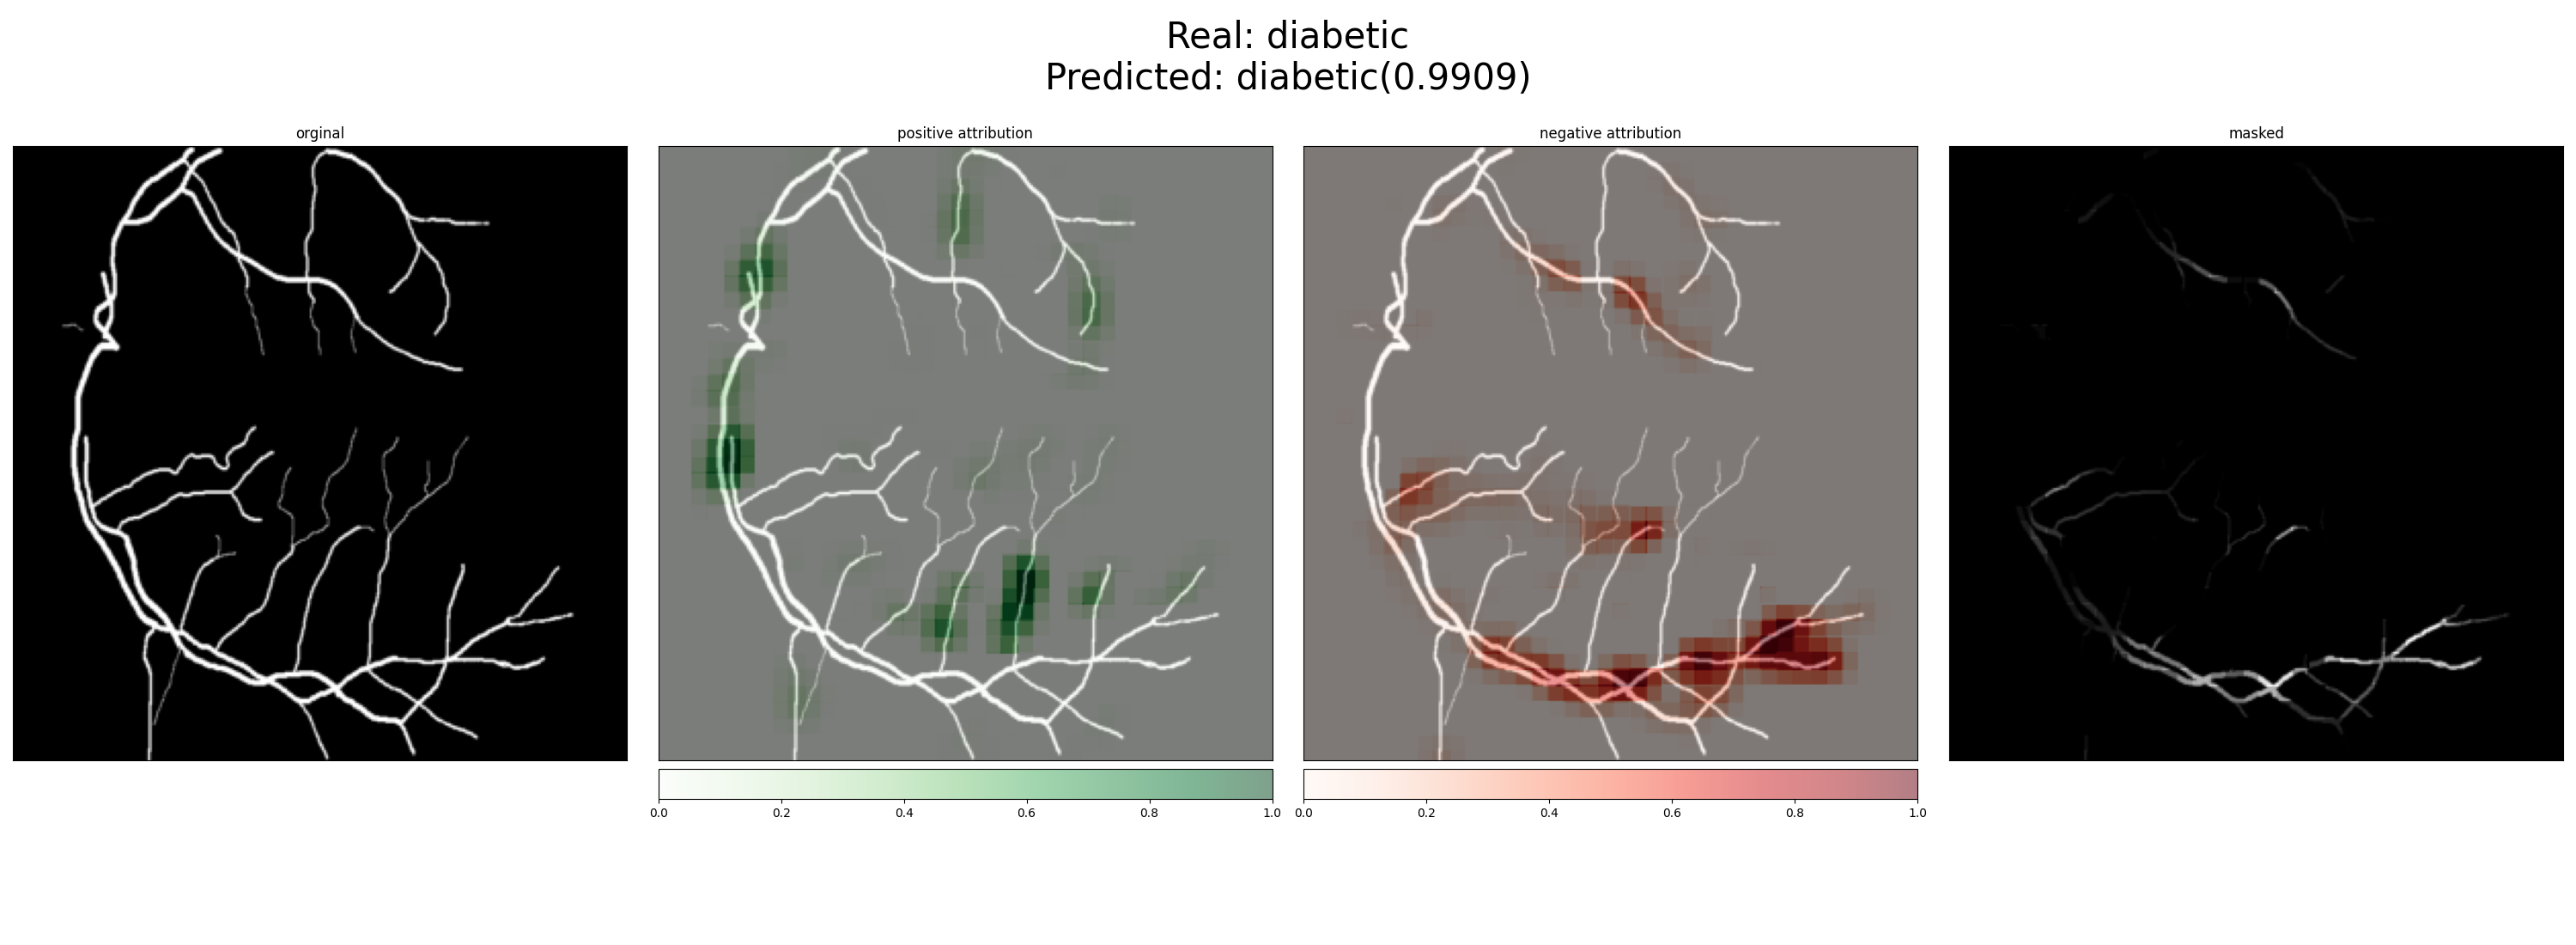 Real: diabetic
Predicted: diabetic(0.9909)
orginal
positive attribution
negative attribution
masked
0.0 0.2 0.4 0.6 0.8 1.0
0.0 0.2 0.4 0.6 0.8 1.0